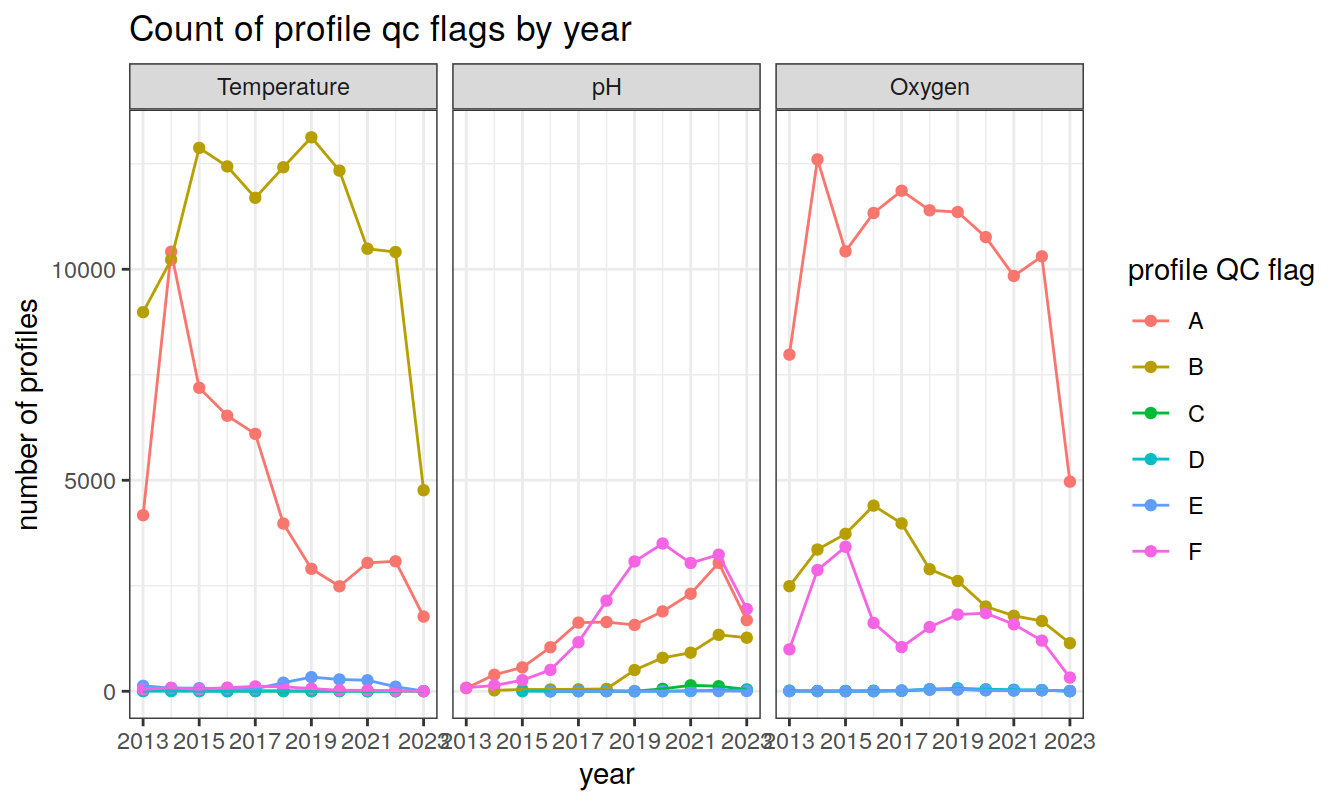 Count of profile qc flags by year
Temperature
pH
Oxygen
number of profiles
10000
5000
0
2013 2015 2017 2019 2021 2023
2013 2015 2017 2019 2021 2023
2013 2015 2017 2019 2021 2023
year
profile QC flag
A
B
C
D
E
F